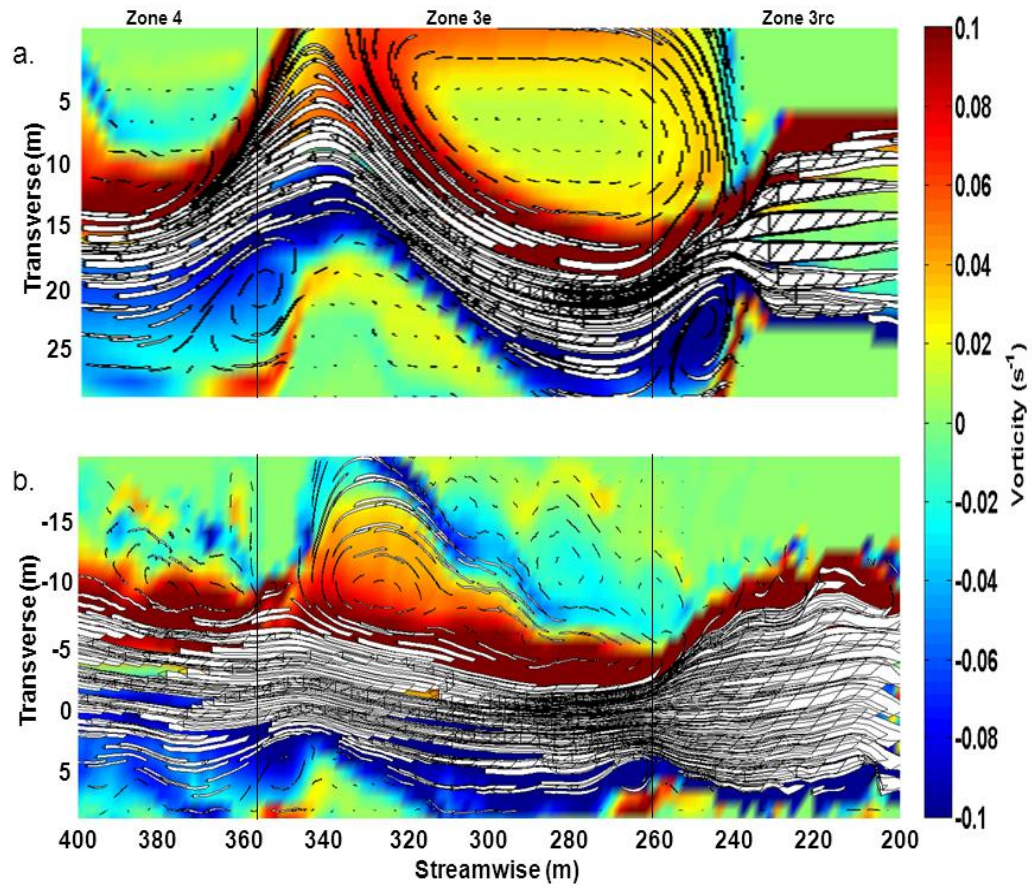 Zone 4 Zone 3e Zone 3rc
a.
Transverse (m)
5
10
15
20
25
b.
Transverse (m)
-15
-10
-5
0
5
400 380 360 340 320 300 280 260 240 220 200
Streamwise (m)
0.1
0.08
0.06
0.04
0.02
0
-0.02
-0.04
-0.06
-0.08
-0.1
Vorticity (s⁻¹)